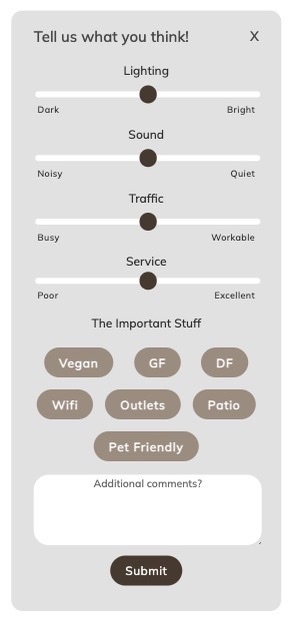 Tell us what you think! X
Lighting
Dark Bright
Sound
Noisy Quiet
Traffic
Busy Workable
Service
Poor Excellent
The Important Stuff
Vegan GF DF
Wifi Outlets Patio
Pet Friendly
Additional comments?
Submit